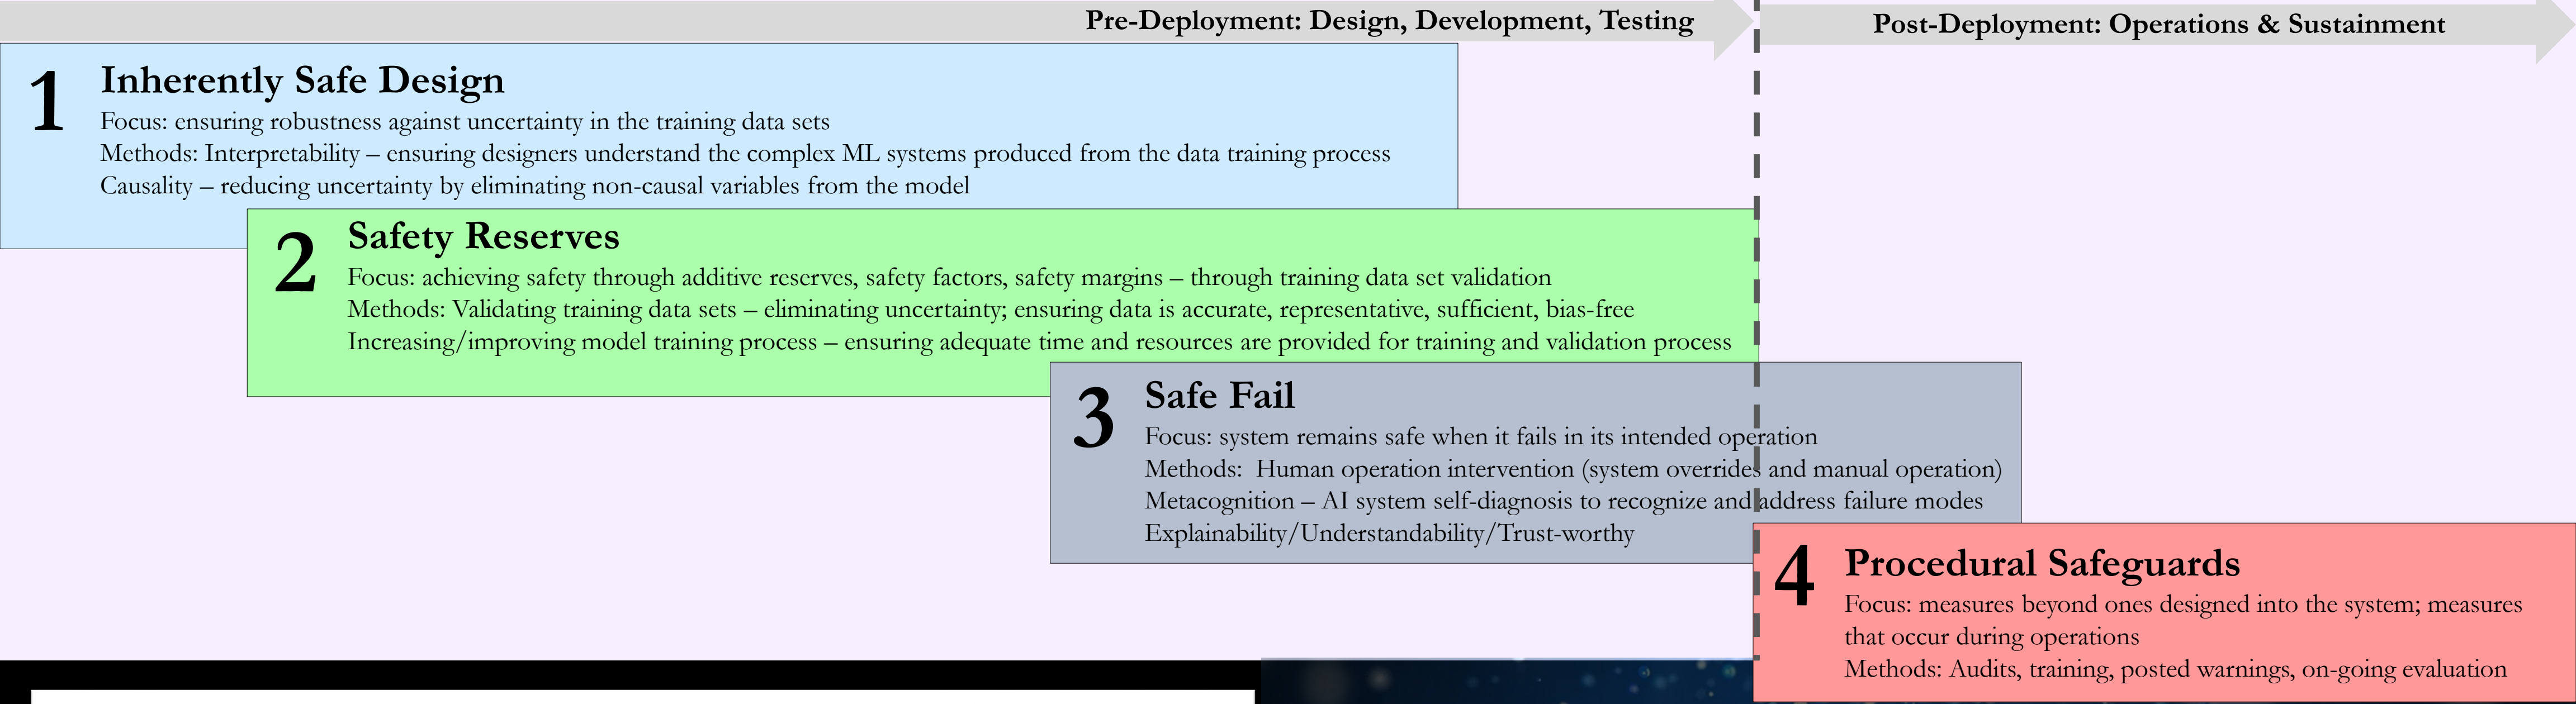 Pre-Deployment: Design, Development, Testing
Post-Deployment: Operations & Sustainment
1
Inherently Safe Design
Focus: ensuring robustness against uncertainty in the training data sets
Methods: Interpretability – ensuring designers understand the complex ML systems produced from the data training process
Causality – reducing uncertainty by eliminating non-causal variables from the model
2
Safety Reserves
Focus: achieving safety through additive reserves, safety factors, safety margins – through training data set validation
Methods: Validating training data sets – eliminating uncertainty; ensuring data is accurate, representative, sufficient, bias-free
Increasing/improving model training process – ensuring adequate time and resources are provided for training and validation process
3
Safe Fail
Focus: system remains safe when it fails in its intended operation
Methods:  Human operation intervention (system overrides and manual operation)
Metacognition – AI system self-diagnosis to recognize and address failure modes
Explainability/Understandability/Trust-worthy
4
Procedural Safeguards
Focus: measures beyond ones designed into the system; measures
that occur during operations
Methods: Audits, training, posted warnings, on-going evaluation